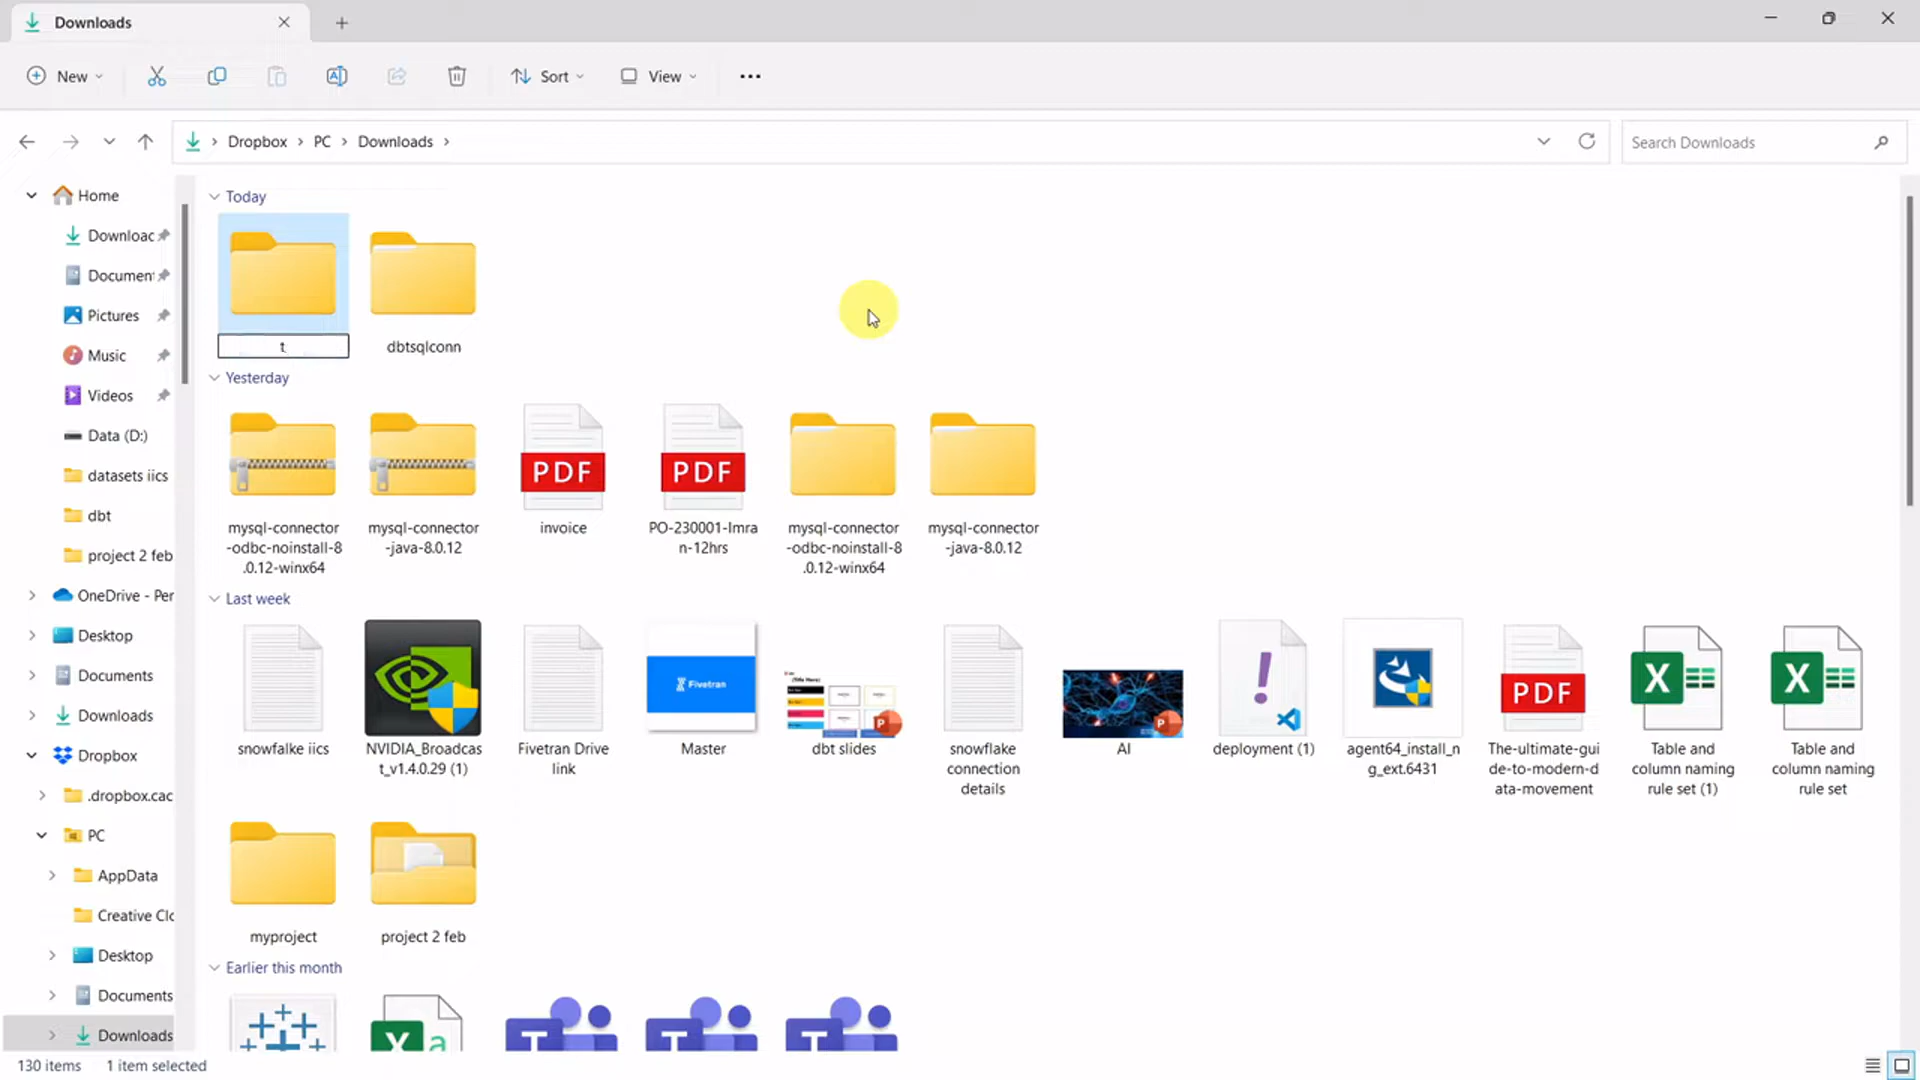 Downloads
New
Sort
View
Dropbox
PC
Downloads
Search Downloads
Home
Downloac
Document
Pictures
Music
Videos
Data (D:)
datasets iics
dbt
project 2 feb
OneDrive - Per
Desktop
Documents
Downloads
Dropbox
.dropbox.cac
PC
AppData
Creative Clo
Desktop
Documents
Downloads
Today
t
dbtsqlconn
Yesterday
mysql-connector
-odbc-noinstall-8
.0.12-winx64
mysql-connector
-java-8.0.12
PDF
invoice
PDF
PO-230001-Imra
n-12hrs
mysql-connector
-odbc-noinstall-8
.0.12-winx64
mysql-connector
-java-8.0.12
Last week
snowfalke iics
NVIDIA_Broadcas
t_v1.4.0.29 (1)
Fivetran Drive
link
Fivetran
Master
dbt slides
snowflake
connection
details
AI
deployment (1)
agent64_install_n
g_ext.6431
PDF
The-ultimate-gui
de-to-modern-d
ata-movement
Table and
column naming
rule set (1)
Table and
column naming
rule set
myproject
project 2 feb
Earlier this month
130 items
1 item selected